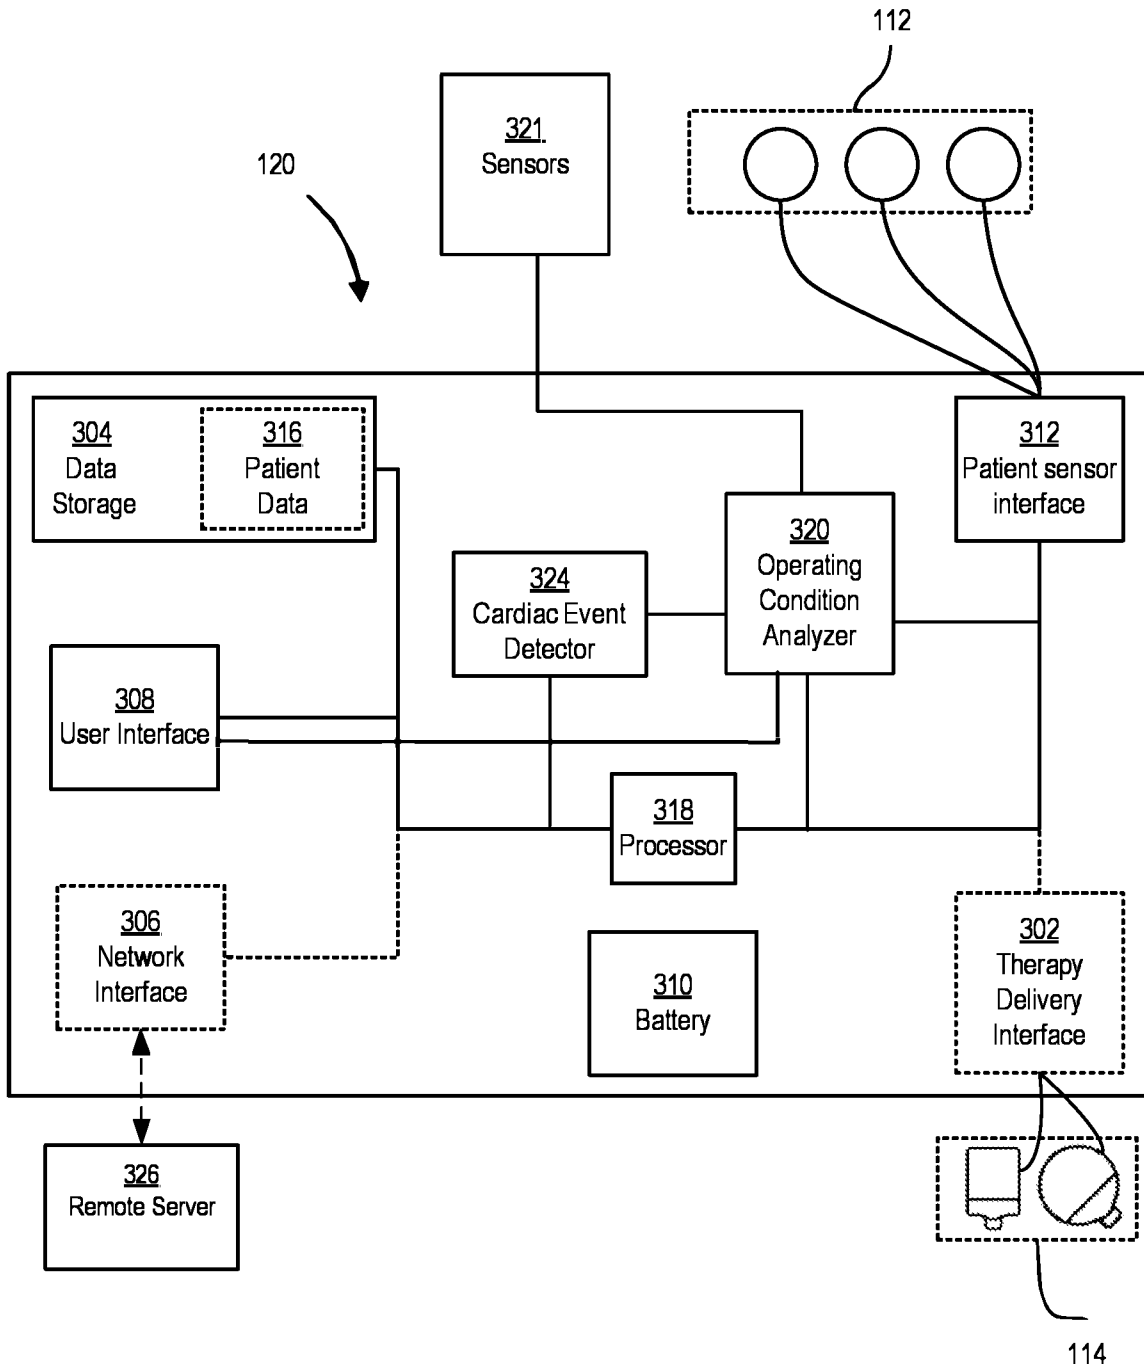 112
321
Sensors
120
304
Data
Storage
316
Patient
Data
312
Patient sensor
interface
320
Operating
Condition
Analyzer
324
Cardiac Event
Detector
308
User Interface
318
Processor
306
Network
Interface
302
Therapy
Delivery
Interface
310
Battery
326
Remote Server
114